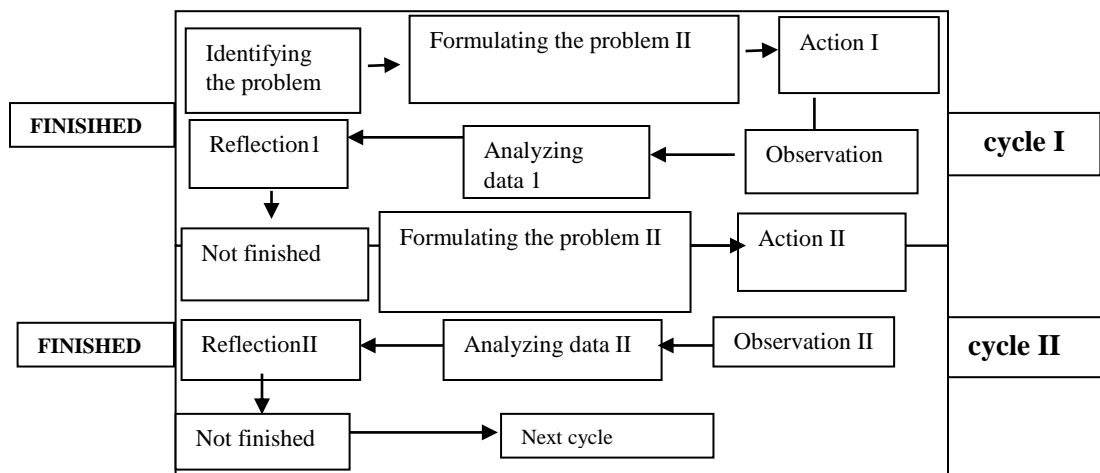 Identifying
the problem
Formulating the problem II
Action I
FINISIHED
Reflection1
Analyzing
data 1
Observation
cycle I
Not finished
Formulating the problem II
Action II
FINISHED
ReflectionII
Analyzing data II
Observation II
cycle II
Not finished
Next cycle